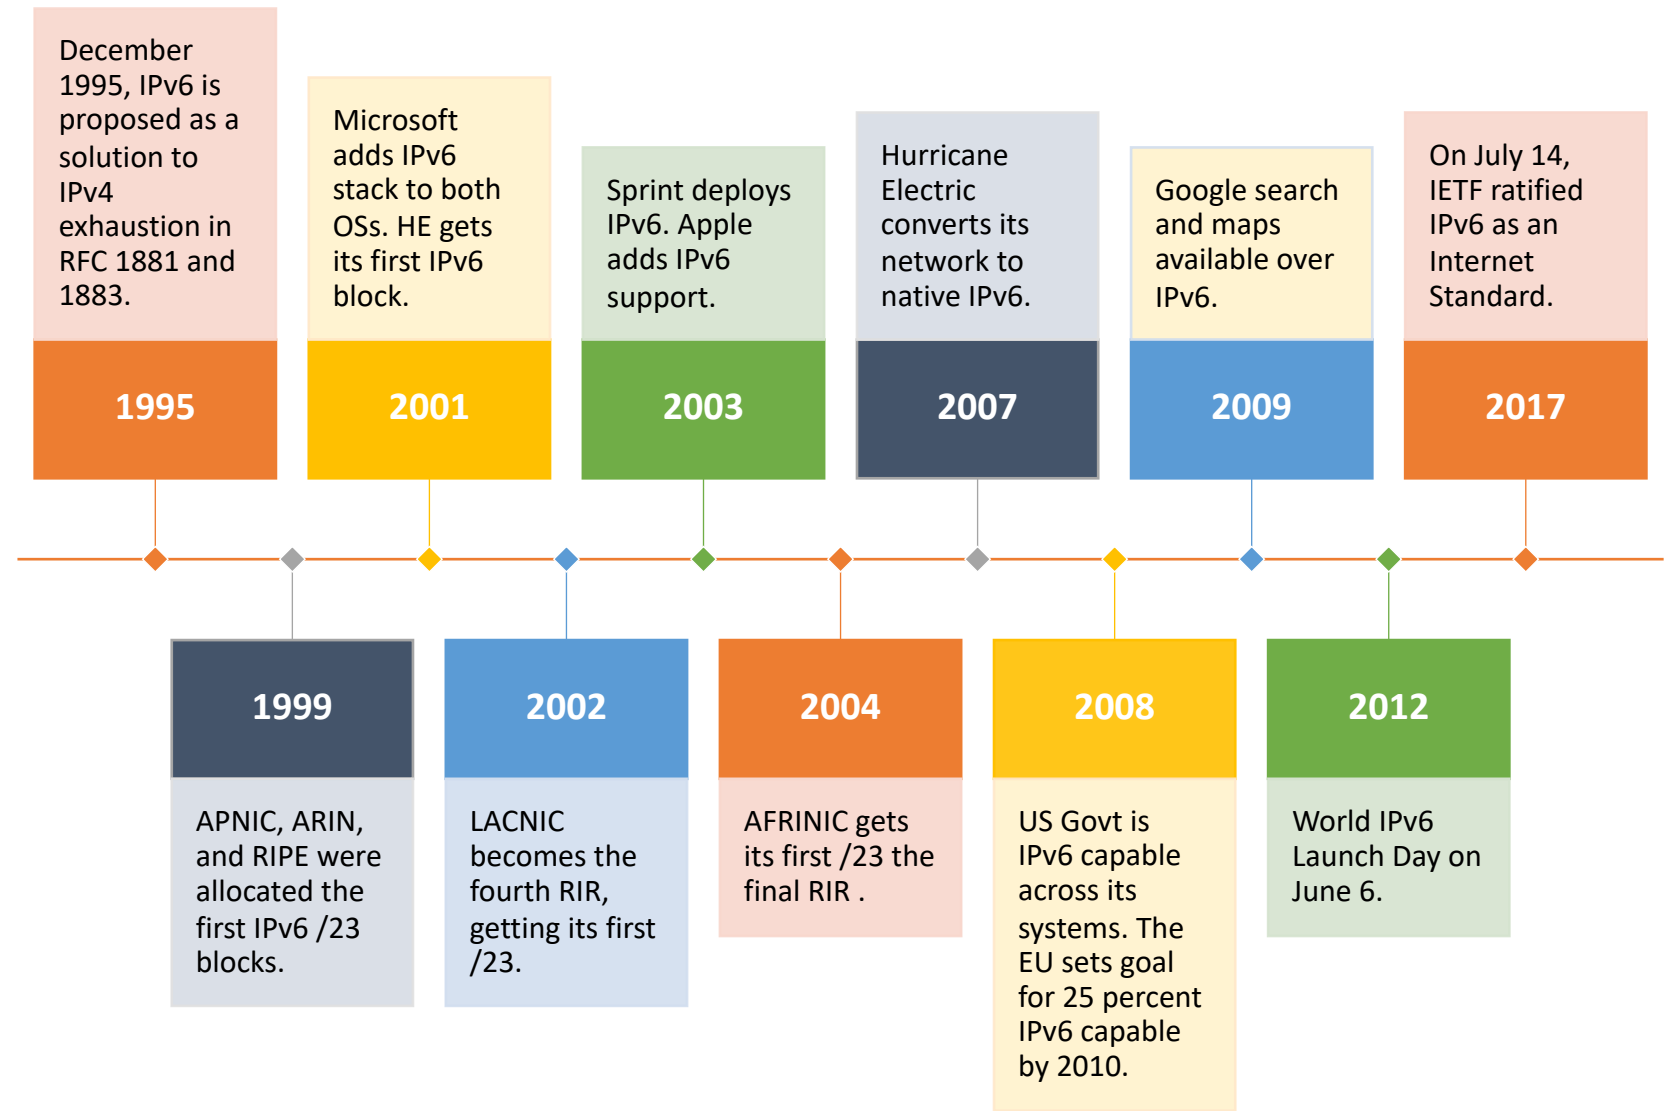 December
1995, IPv6 is
proposed as a
solution to
IPv4
exhaustion in
RFC 1881 and
1883.
1995
APNIC, ARIN,
and RIPE were
allocated the
first IPv6 /23
blocks.
1999
Microsoft
adds IPv6
stack to both
OSs. HE gets
its first IPv6
block.
2001
LACNIC
becomes the
fourth RIR,
getting its first
/23.
2002
Sprint deploys
IPv6. Apple
adds IPv6
support.
2003
AFRINIC gets
its first /23 the
final RIR .
2004
Hurricane
Electric
converts its
network to
native IPv6.
2007
US Govt is
IPv6 capable
across its
systems. The
EU sets goal
for 25 percent
IPv6 capable
by 2010.
2008
Google search
and maps
available over
IPv6.
2009
World IPv6
Launch Day on
June 6.
2012
On July 14,
IETF ratified
IPv6 as an
Internet
Standard.
2017